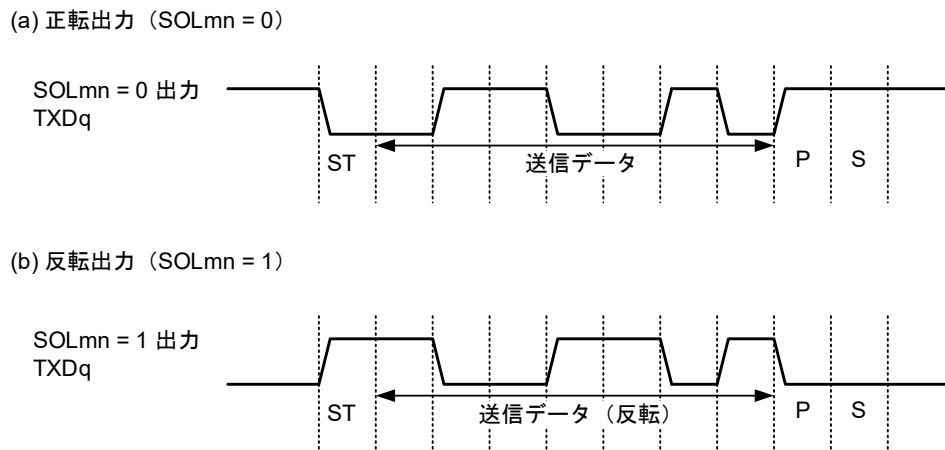 (a) 正転出力（SOLmn = 0）
SOLmn = 0 出力
TXDq
ST
送信データ
P
S
(b) 反転出力（SOLmn = 1）
SOLmn = 1 出力
TXDq
ST
送信データ（反転）
P
S